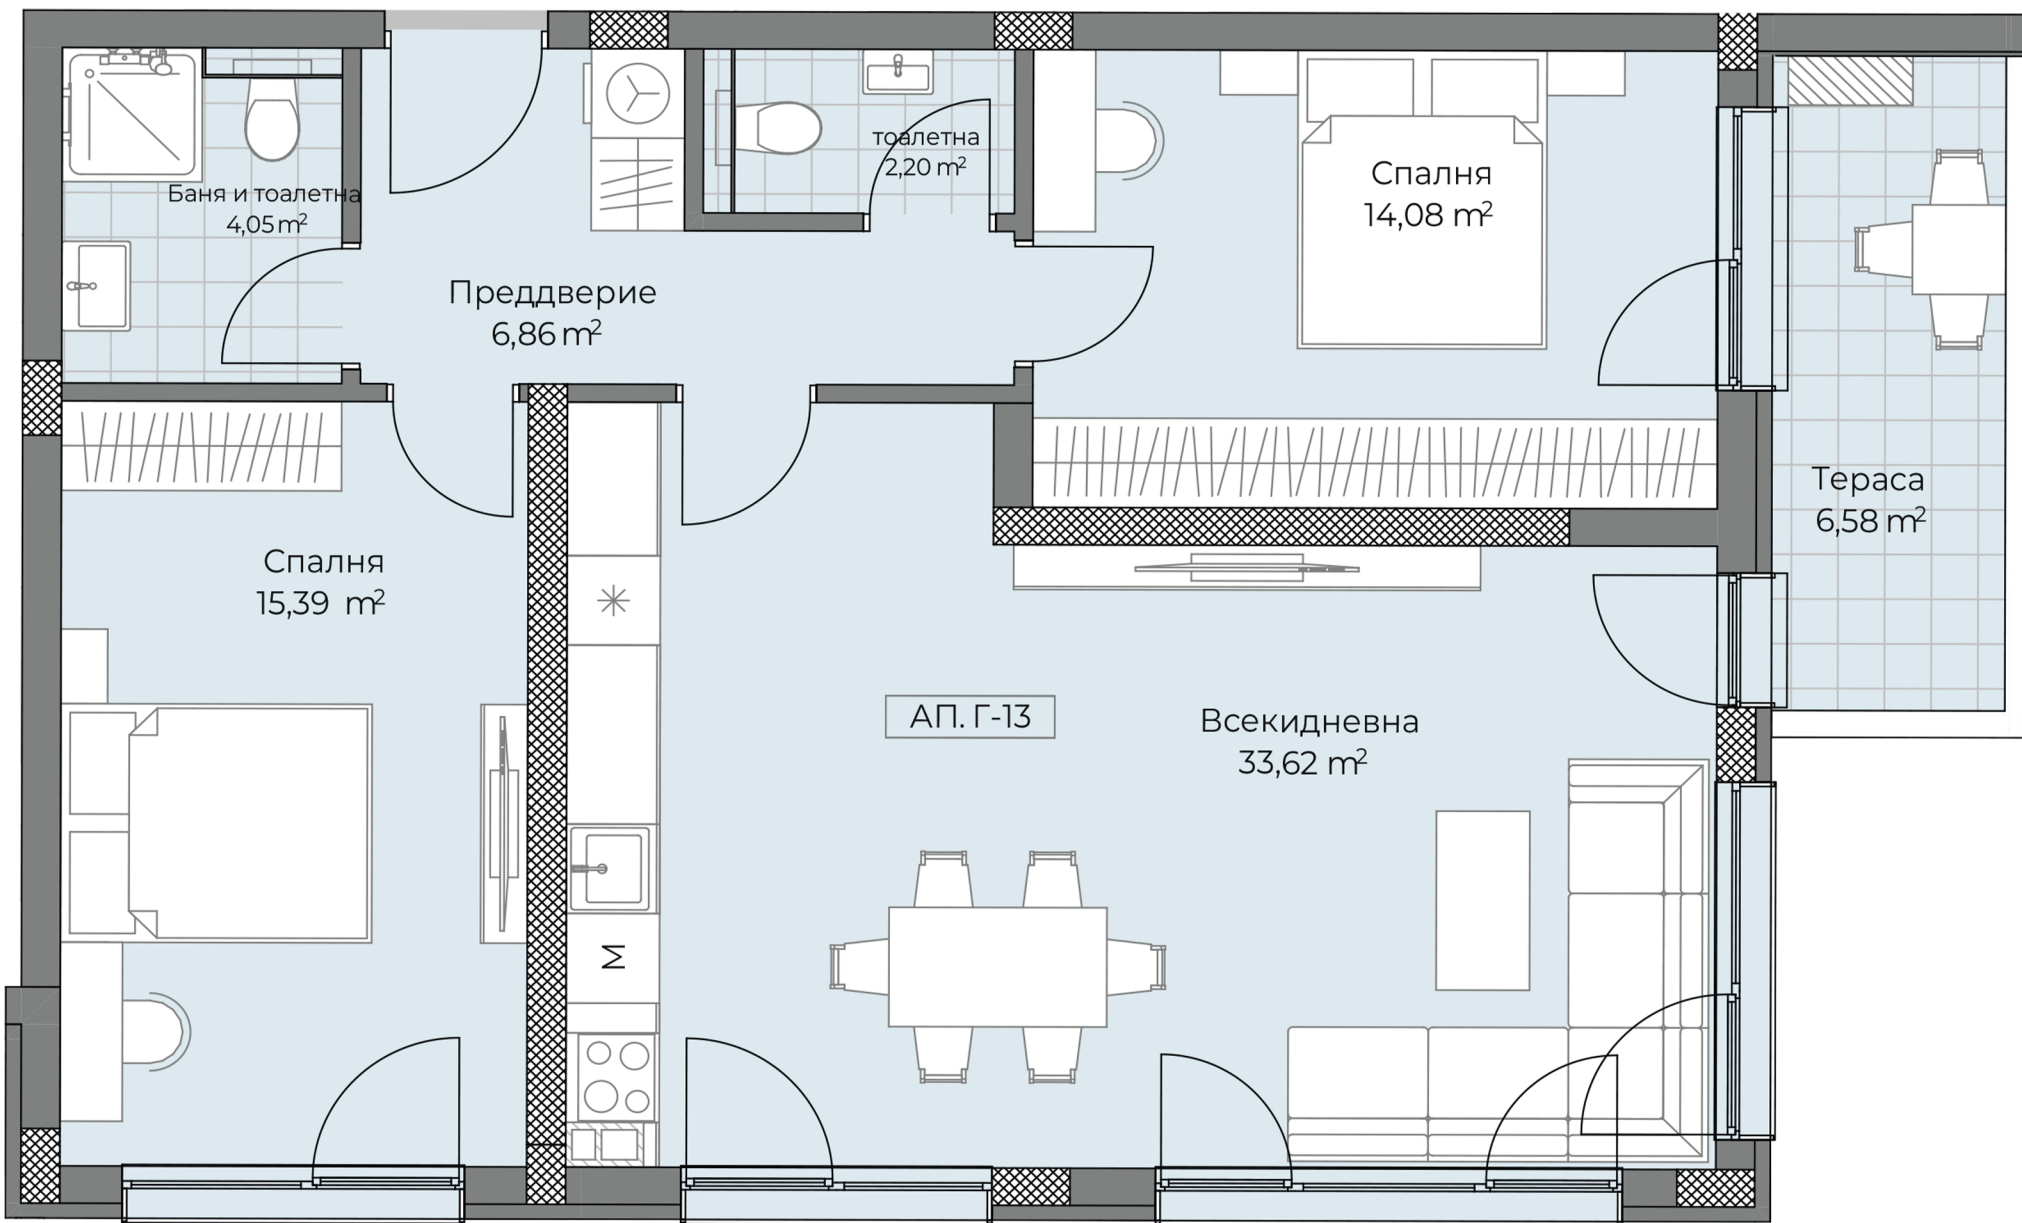 Баня и тоалетна
4,05 m²
тоалетна
2,20 m²
Спалня
14,08 m²
Преддверие
6,86 m²
Тераса
6,58 m²
Спалня
15,39 m²
АП. Г-13
Всекидневна
33,62 m²
M